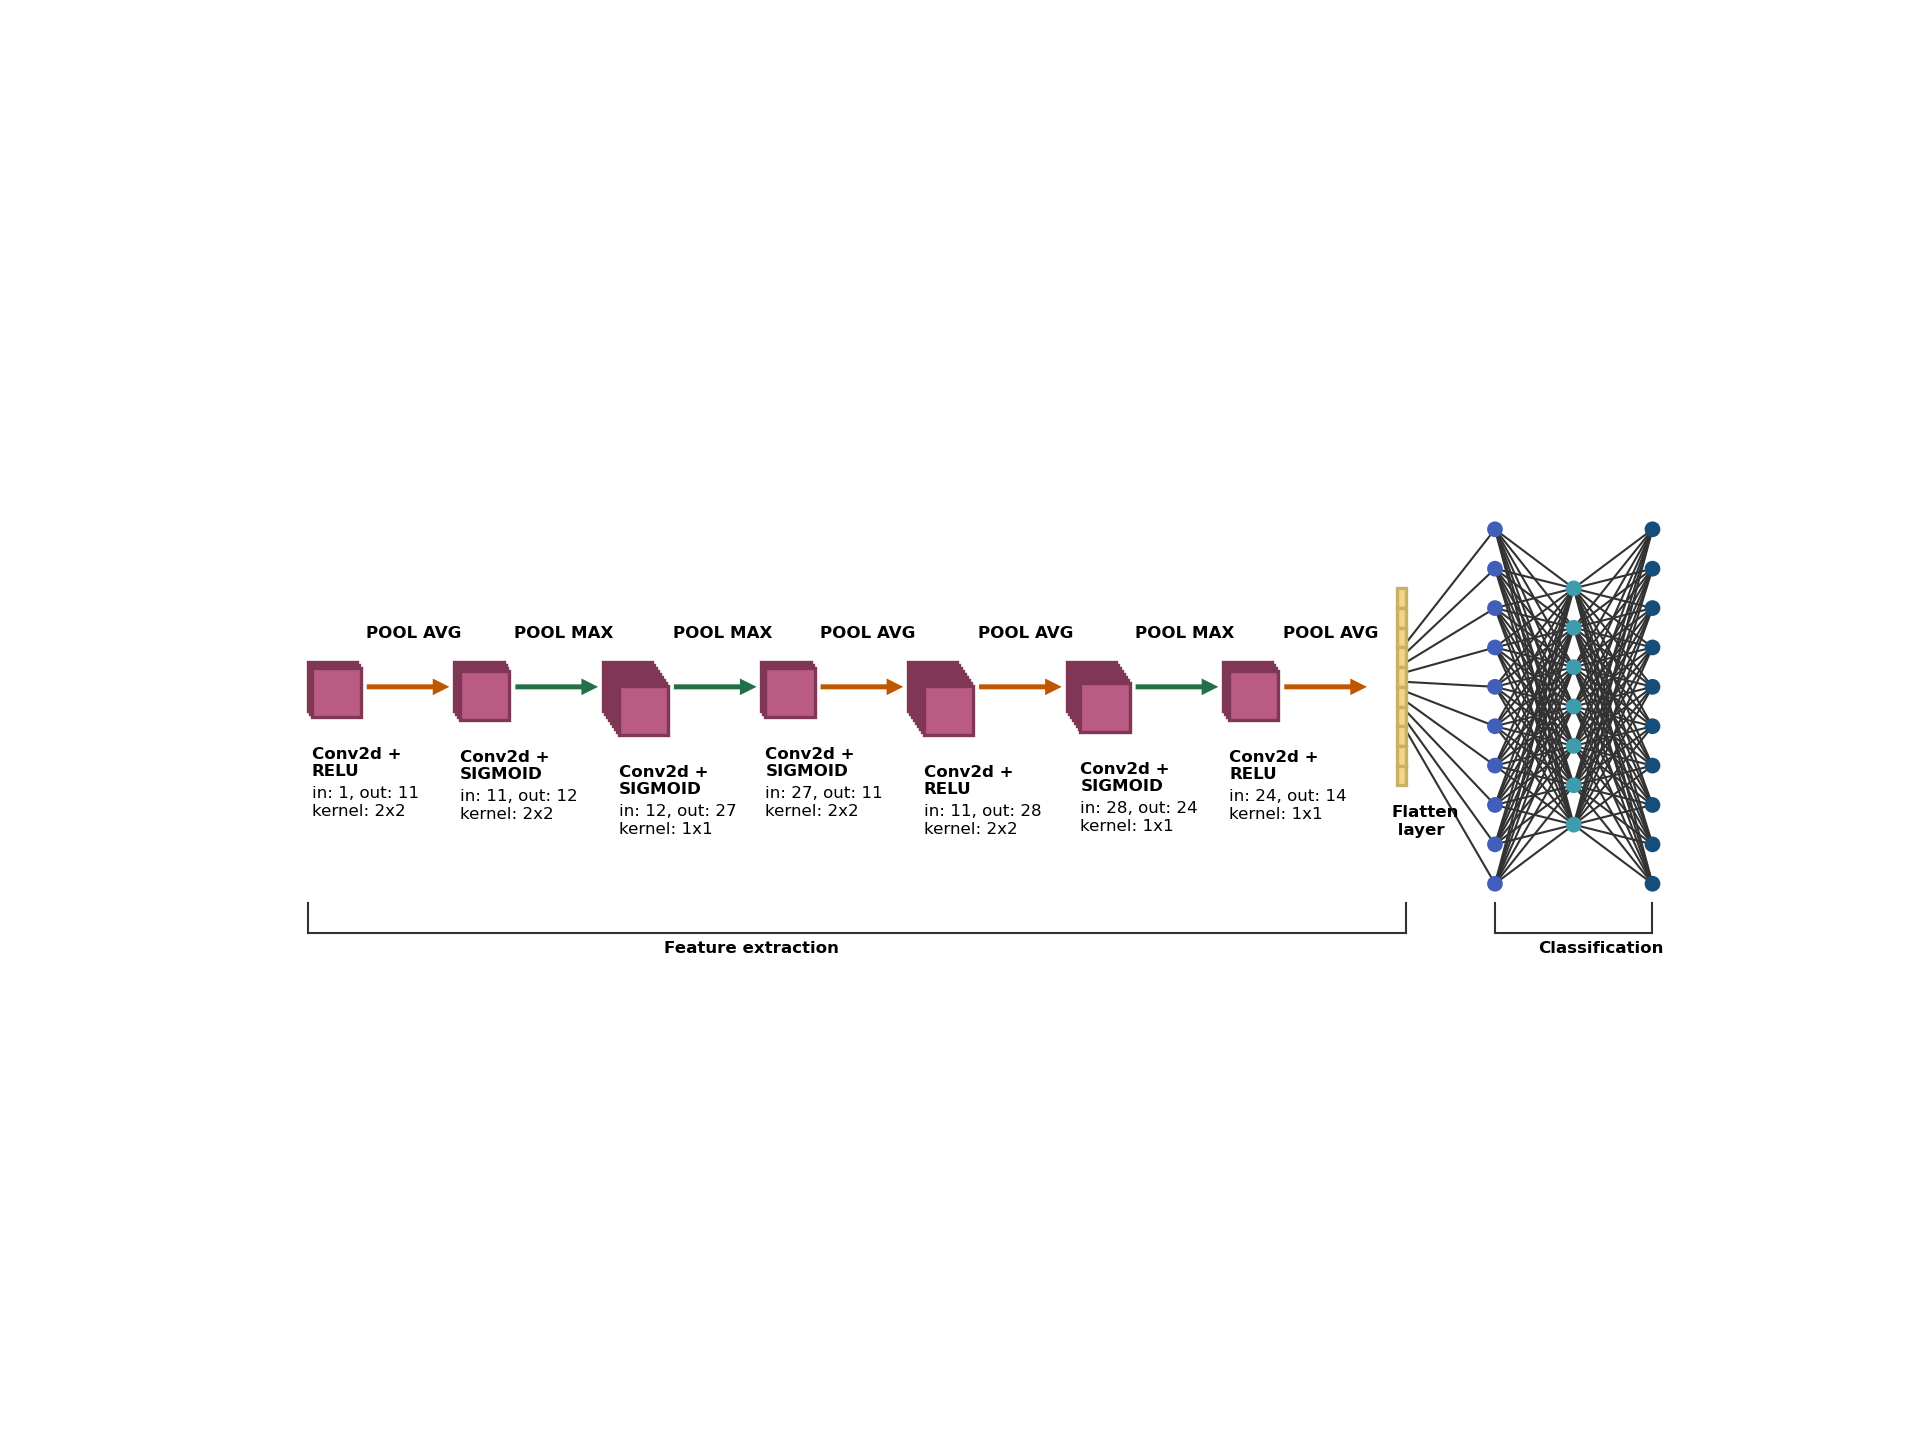 POOL AVG
POOL MAX
POOL MAX
POOL AVG
POOL AVG
POOL MAX
POOL AVG
Conv2d +
RELU
in: 1, out: 11
kernel: 2x2
Conv2d +
SIGMOID
in: 11, out: 12
kernel: 2x2
Conv2d +
SIGMOID
in: 12, out: 27
kernel: 1x1
Conv2d +
SIGMOID
in: 27, out: 11
kernel: 2x2
Conv2d +
RELU
in: 11, out: 28
kernel: 2x2
Conv2d +
SIGMOID
in: 28, out: 24
kernel: 1x1
Conv2d +
RELU
in: 24, out: 14
kernel: 1x1
Flatten
layer
Feature extraction
Classification